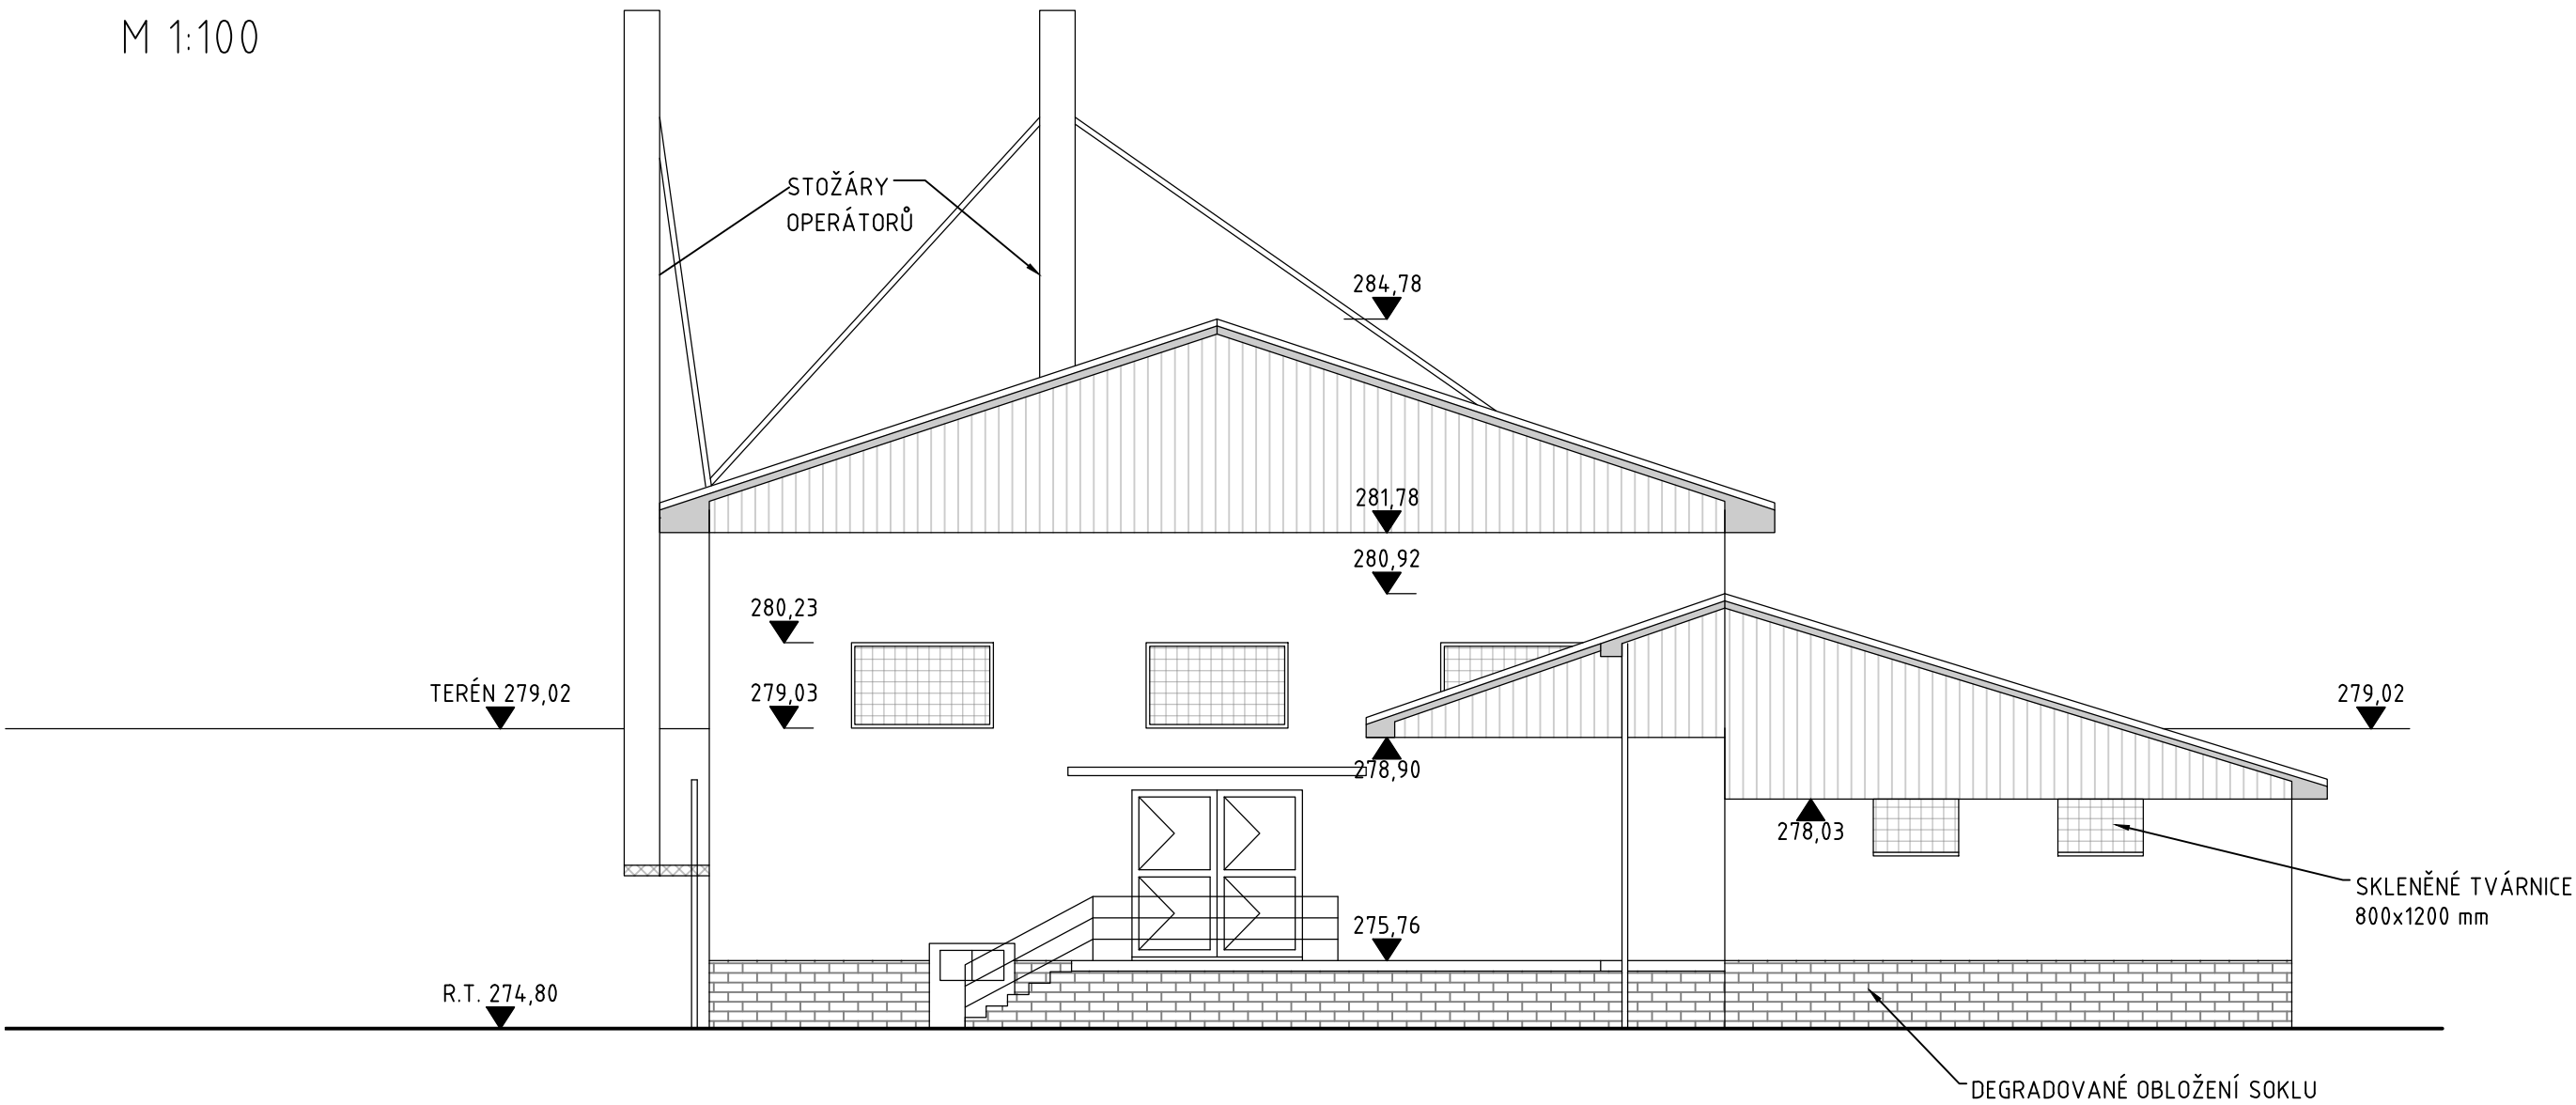 M 1:100
STOŽÁRY
OPERÁTORŮ
284,78
281,78
280,92
280,23
TERÉN 279,02
279,03
279,02
278,90
278,03
SKLENĚNÉ TVÁRNICE
800x1200 mm
275,76
R.T. 274,80
DEGRADOVANÉ OBLOŽENÍ SOKLU